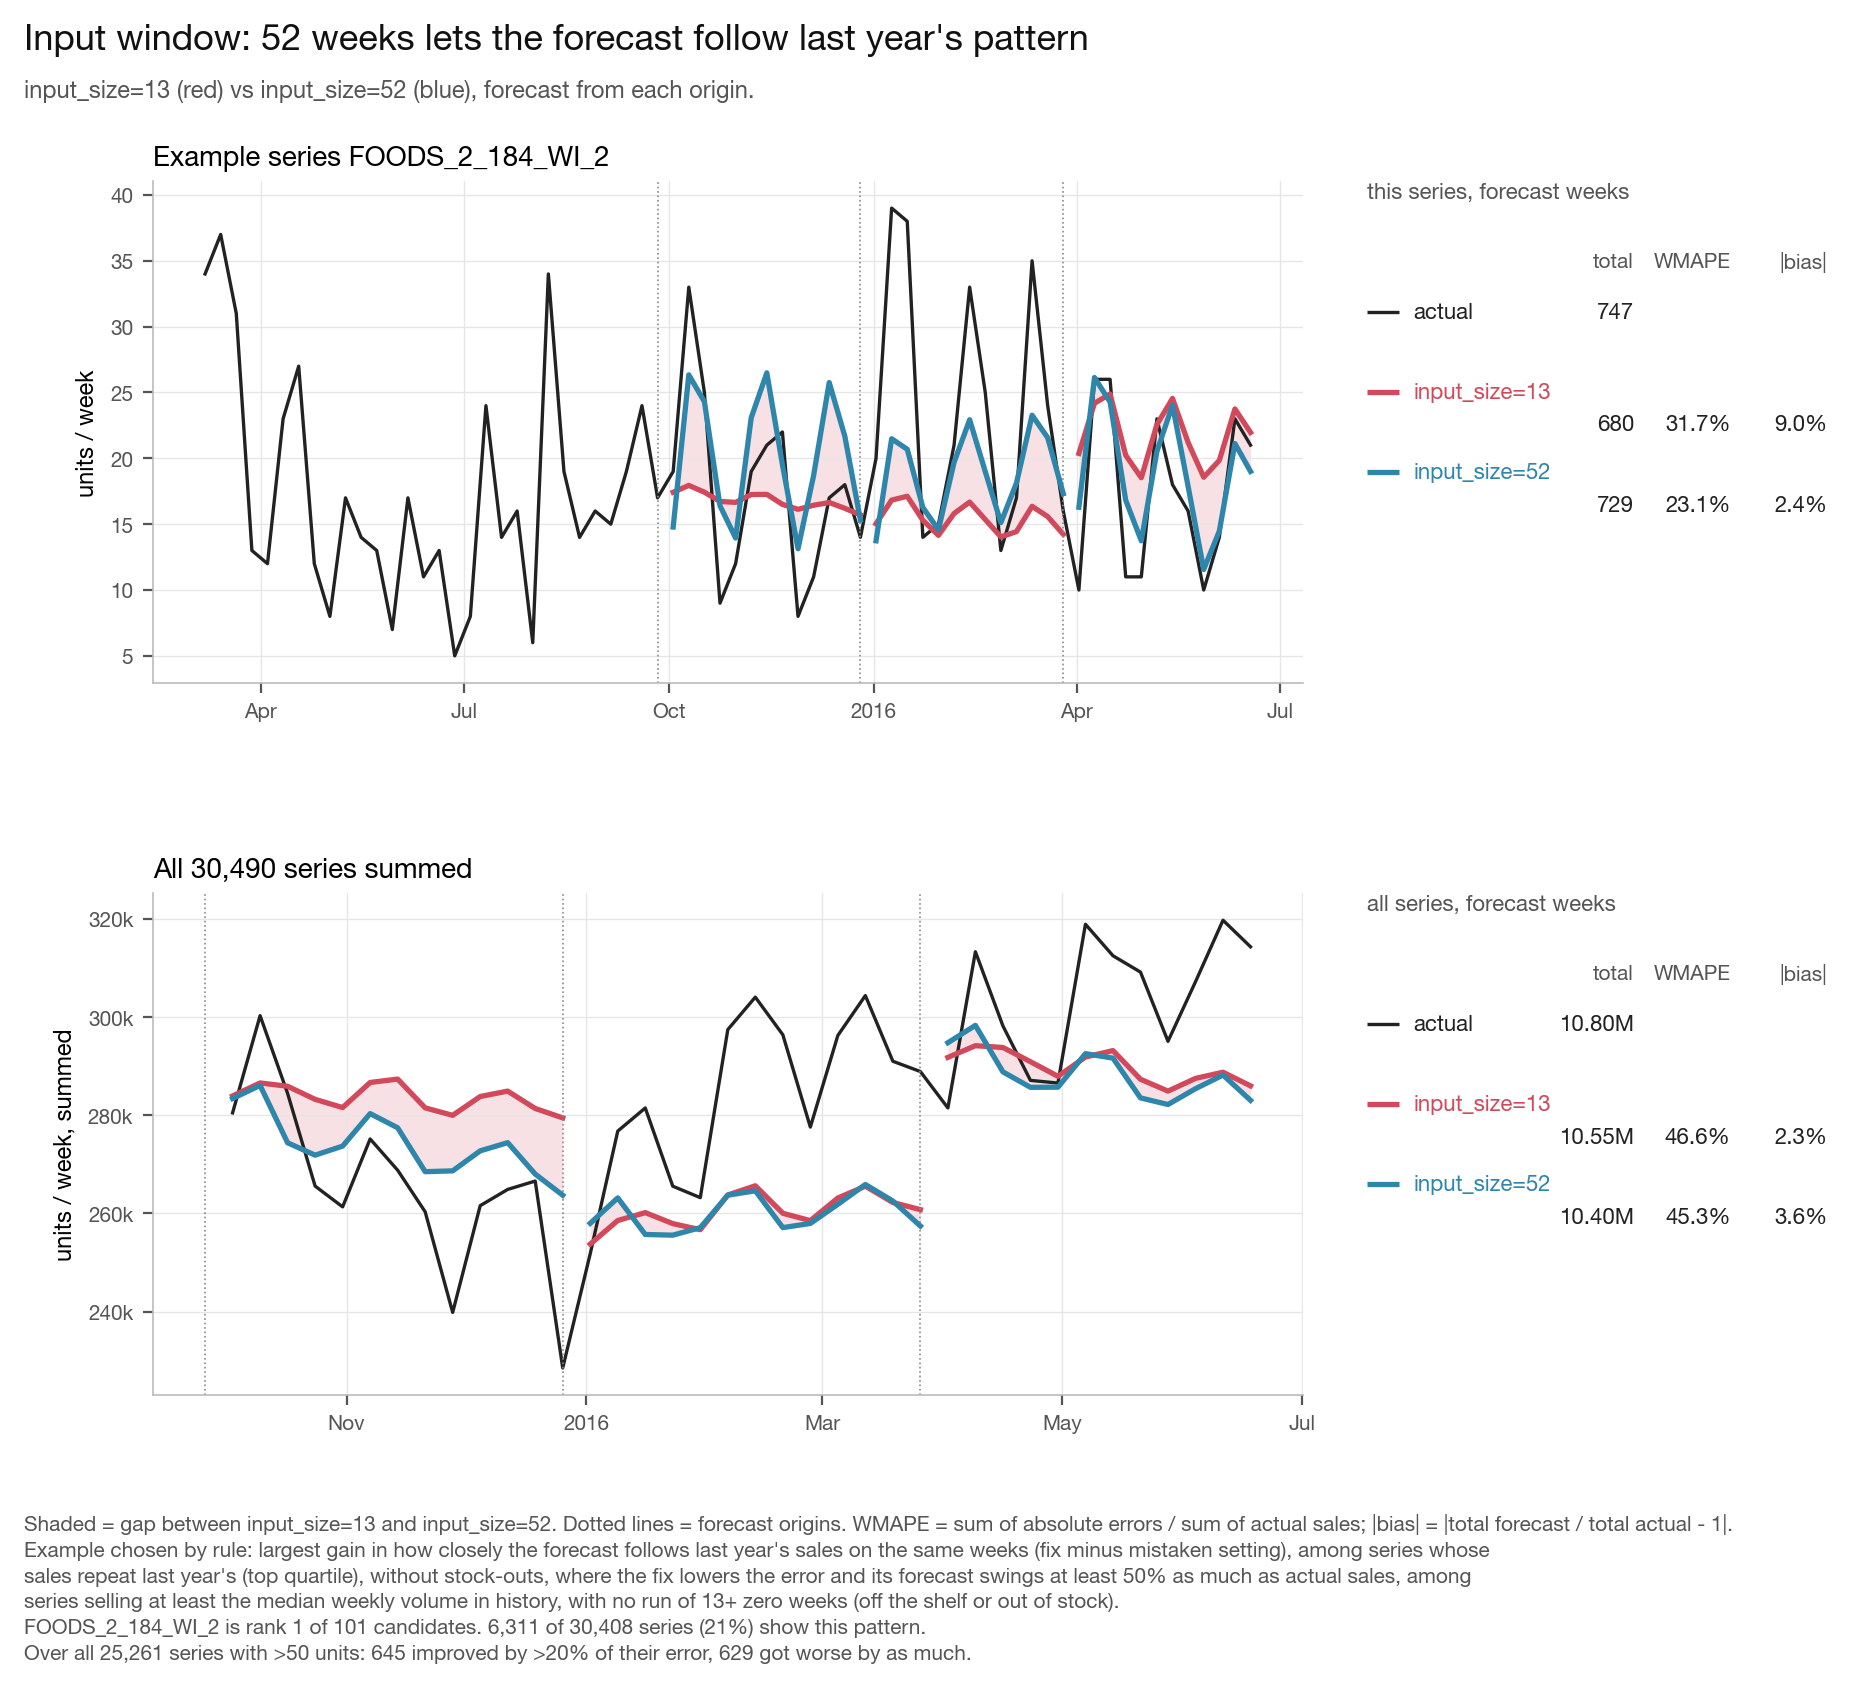 Input window: 52 weeks lets the forecast follow last year's pattern
input_size=13 (red) vs input_size=52 (blue), forecast from each origin.
Example series FOODS_2_184_WI_2
units / week
40
35
30
25
20
15
10
5
Apr
Jul
Oct
2016
Apr
Jul
this series, forecast weeks
total WMAPE |bias|
actual 747
input_size=13
680 31.7% 9.0%
input_size=52
729 23.1% 2.4%
All 30,490 series summed
units / week, summed
320k
300k
280k
260k
240k
Nov
2016
Mar
May
Jul
all series, forecast weeks
total WMAPE |bias|
actual 10.80M
input_size=13
10.55M 46.6% 2.3%
input_size=52
10.40M 45.3% 3.6%
Shaded = gap between input_size=13 and input_size=52. Dotted lines = forecast origins. WMAPE = sum of absolute errors / sum of actual sales; |bias| = |total forecast / total actual - 1|.
Example chosen by rule: largest gain in how closely the forecast follows last year's sales on the same weeks (fix minus mistaken setting), among series whose
sales repeat last year's (top quartile), without stock-outs, where the fix lowers the error and its forecast swings at least 50% as much as actual sales, among
series selling at least the median weekly volume in history, with no run of 13+ zero weeks (off the shelf or out of stock).
FOODS_2_184_WI_2 is rank 1 of 101 candidates. 6,311 of 30,408 series (21%) show this pattern.
Over all 25,261 series with >50 units: 645 improved by >20% of their error, 629 got worse by as much.